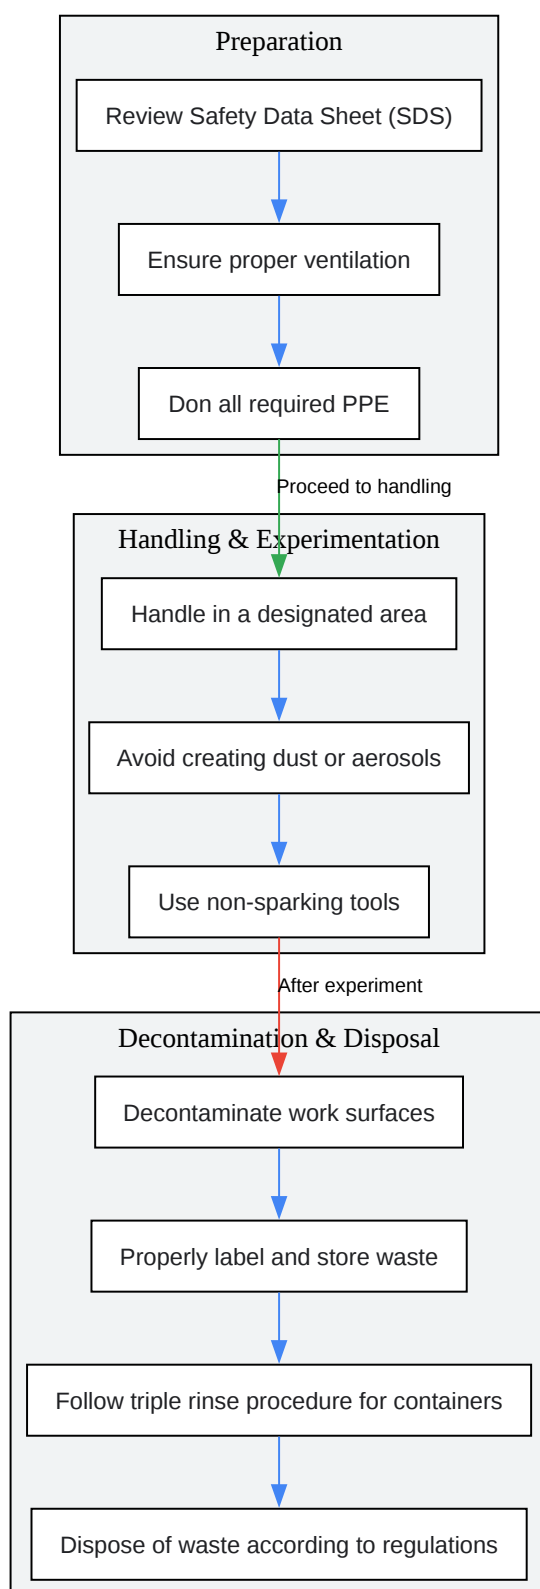 Preparation
Review Safety Data Sheet (SDS)
Ensure proper ventilation
Don all required PPE
Proceed to handling
Handling & Experimentation
Handle in a designated area
Avoid creating dust or aerosols
Use non-sparking tools
After experiment
Decontamination & Disposal
Decontaminate work surfaces
Properly label and store waste
Follow triple rinse procedure for containers
Dispose of waste according to regulations